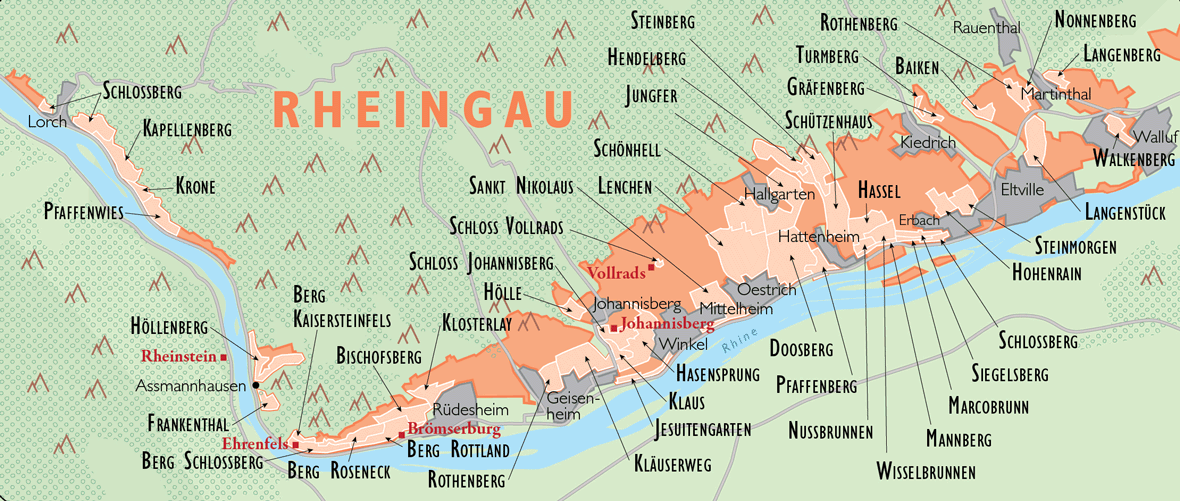 STEINBERG
ROTHENBERG
NONNENBERG
Rauenthal
HENDELBERG
TURMBERG
BAIKEN
LANGENBERG
SCHLOSSBERG
JUNGFER
GRÄFENBERG
Martinthal
RHEINGAU
Lorch
KAPELLENBERG
SCHÜTZENHAUS
Kiedrich
Walluf
SCHÖNHELL
WALKENBERG
KRONE
SANKT NIKOLAUS
LENCHEN
Hallgarten
HASSEL
Eltville
PFAFFENWIES
SCHLOSS VOLLRADS
Hattenheim
Erbach
LANGENSTÜCK
STEINMORGEN
SCHLOSS JOHANNISBERG
Vollrads
HOHENRAIN
BERG
KAISERSTEINFELS
HÖLLE
Johannisberg
Oestrich
Mittelheim
HÖLLENBERG
KLOSTERLAY
Johannisberg
Winkel
Rhine
SCHLOSSBERG
Rheinstein
BISCHOFSBERG
DOOSBERG
Assmannhausen
HASENSPRUNG
PFAFFENBERG
SIEGELSBERG
Geisen-
heim
KLAUS
MARCOBRUNN
FRANKENTHAL
Rüdesheim
Brömserburg
JESUITENGARTEN
NUSSBRUNNEN
MANNBERG
Ehrenfels
BERG SCHLOSSBERG
BERG ROSENECK
BERG ROTTLAND
ROTHENBERG
KLÄUSERWEG
WISSELBRUNNEN